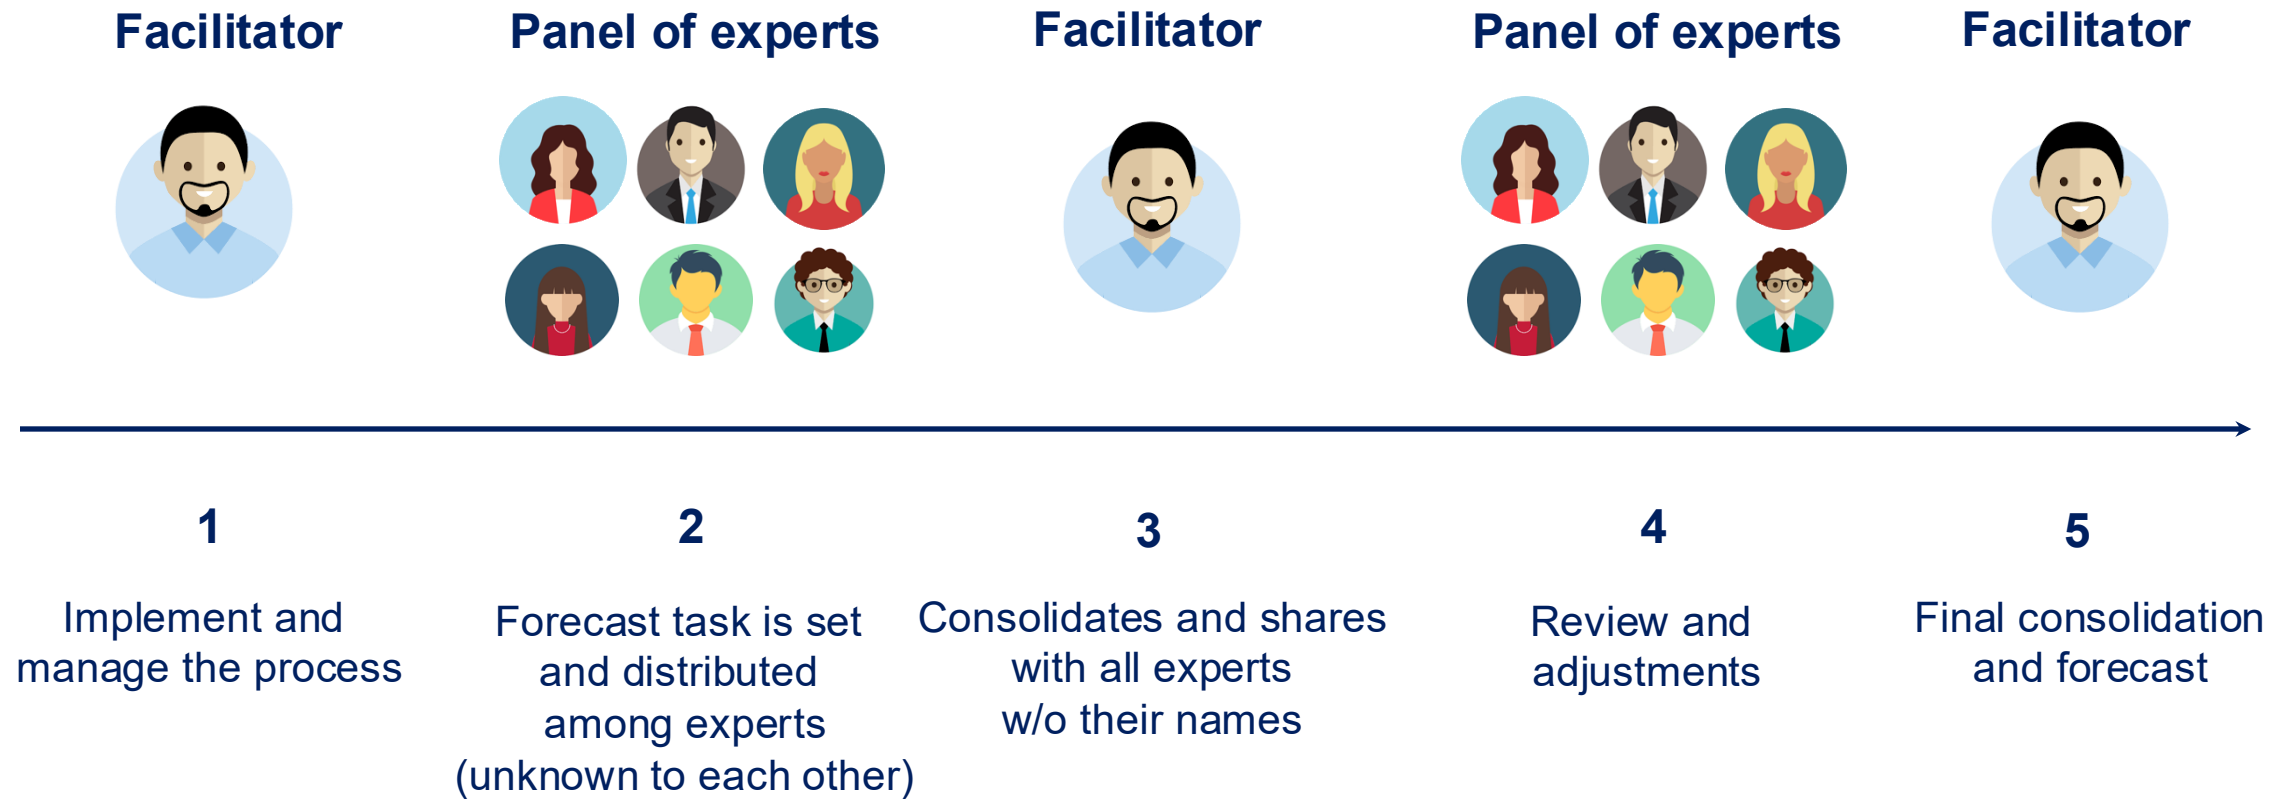 Facilitator
Panel of experts
Facilitator
Panel of experts
Facilitator
1
2
3
4
5
Implement and
manage the process
Forecast task is set
and distributed
among experts
(unknown to each other)
Consolidates and shares
with all experts
w/o their names
Review and
adjustments
Final consolidation
and forecast